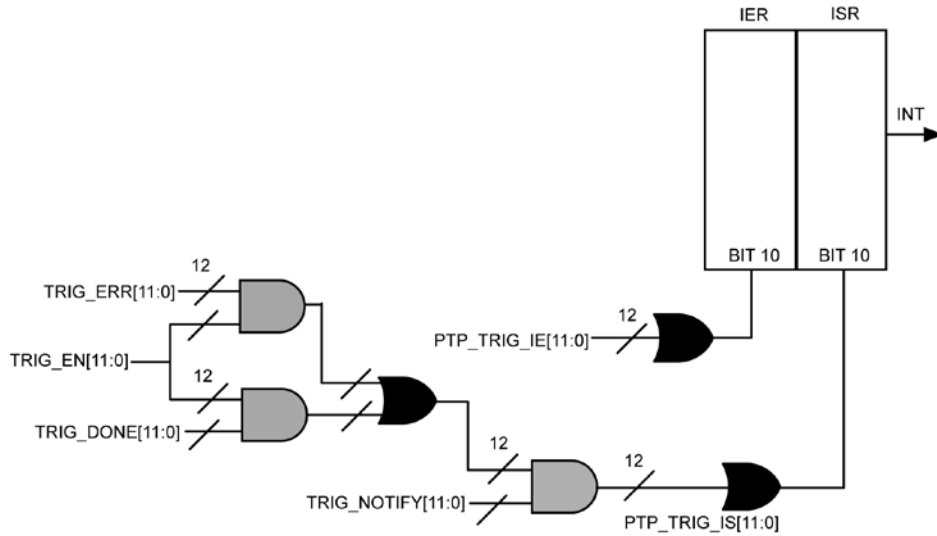 IER ISR
INT
BIT 10 BIT 10
12
TRIG_ERR[11:0]
12
PTP_TRIG_IE[11:0]
TRIG_EN[11:0]
12
TRIG_DONE[11:0]
12
12
TRIG_NOTIFY[11:0]
PTP_TRIG_IS[11:0]